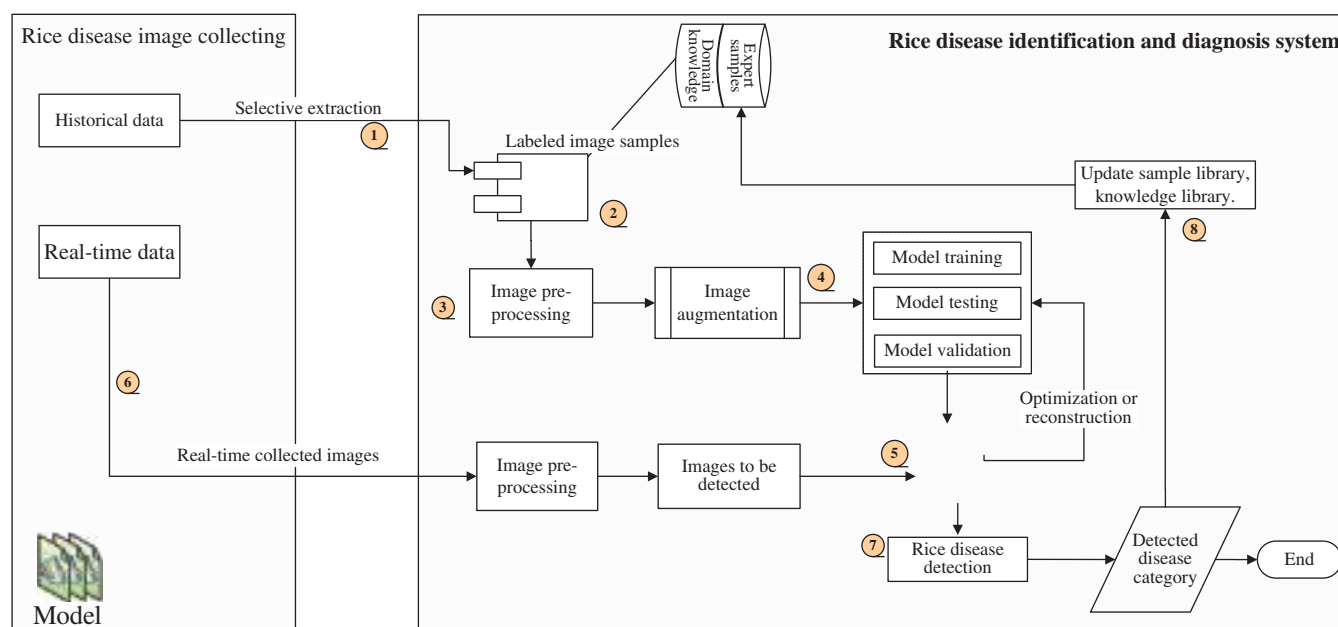 Rice disease image collecting
Rice disease identification and diagnosis system
Historical data
Selective extraction
1
Expert
samples
Domain
knowledge
Labeled image samples
2
Update sample library,
knowledge library.
8
Real-time data
3
Image pre-
processing
Image
augmentation
4
Model training
Model testing
Model validation
6
Optimization or
reconstruction
Real-time collected images
Image pre-
processing
Images to be
detected
5
7
Rice disease
detection
Detected
disease
category
End
Model